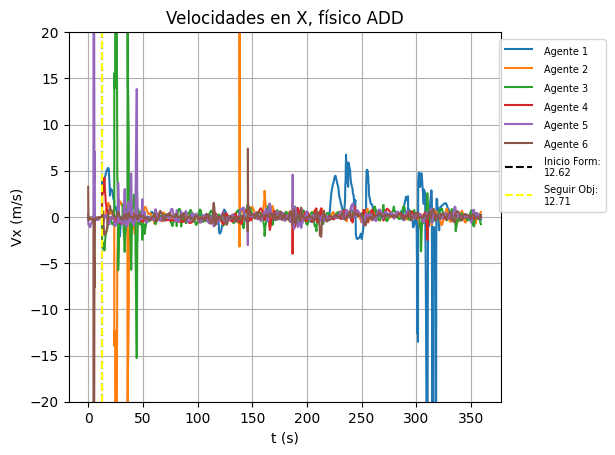 Velocidades en X, físico ADD
20
15
10
5
0
−5
−10
−15
−20
Vx (m/s)
0
50
100
150
200
250
300
350
t (s)
Agente 1
Agente 2
Agente 3
Agente 4
Agente 5
Agente 6
Inicio Form:
12.62
Seguir Obj:
12.71